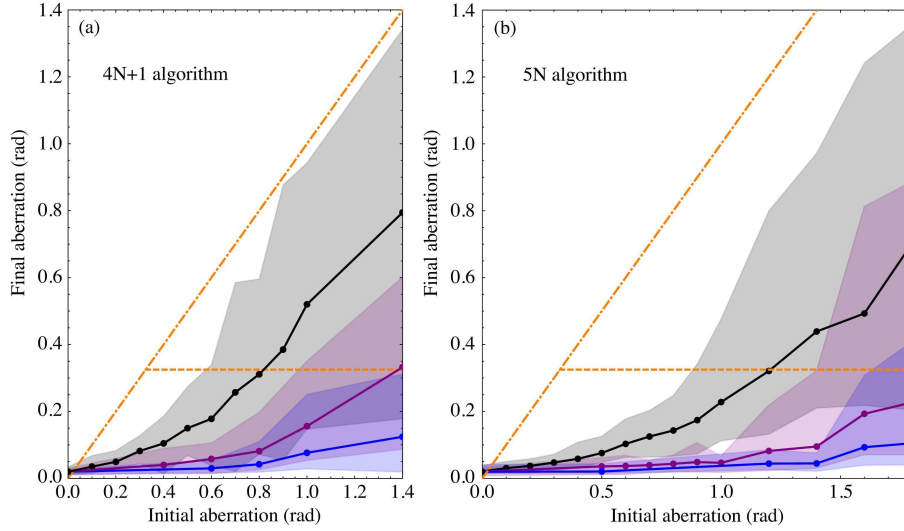 (a)
4N+1 algorithm
Final aberration (rad)
1.4
1.2
1.0
0.8
0.6
0.4
0.2
0.0
0.0 0.2 0.4 0.6 0.8 1.0 1.2 1.4
Initial aberration (rad)
(b)
5N algorithm
Final aberration (rad)
1.4
1.2
1.0
0.8
0.6
0.4
0.2
0.0
0.0 0.5 1.0 1.5
Initial aberration (rad)